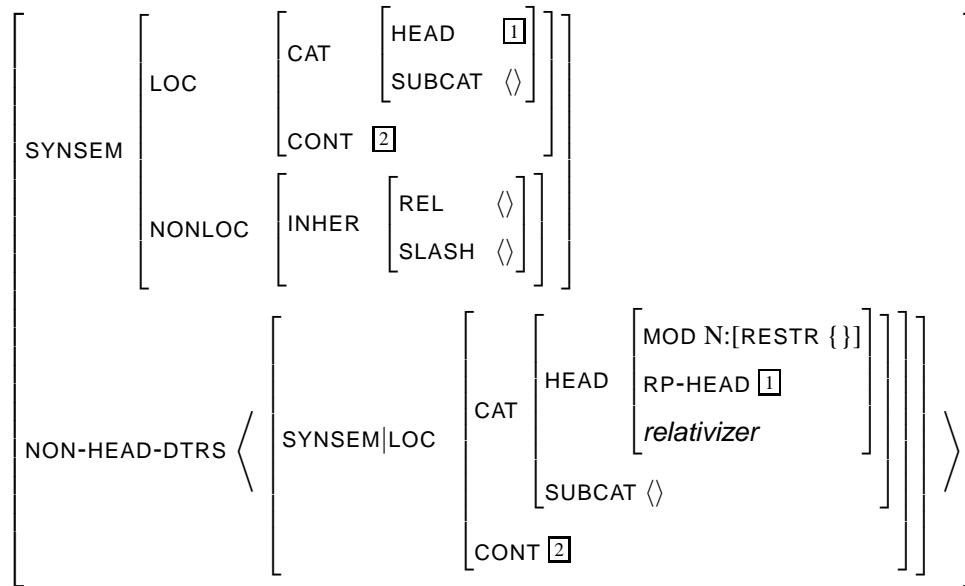 HEAD 1
CAT
SUBCAT ⟨⟩
LOC
CONT 2
SYNSEM
REL ⟨⟩
NONLOC INHER
SLASH ⟨⟩
MOD N:[RESTR { }]
HEAD RP-HEAD 1
CAT
relativizer
NON-HEAD-DTRS ⟨ SYNSEM|LOC ⟩
SUBCAT ⟨⟩
CONT 2